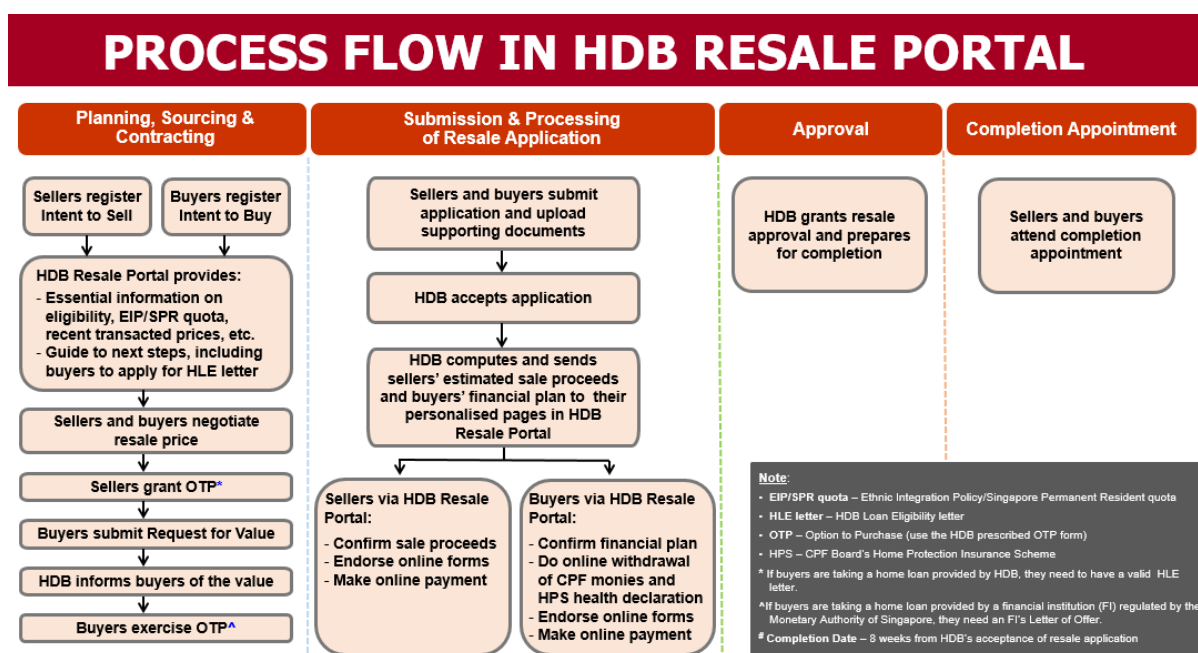 PROCESS FLOW IN HDB RESALE PORTAL
Planning, Sourcing &
Contracting
Sellers register
Intent to Sell
Buyers register
Intent to Buy
HDB Resale Portal provides:
- Essential information on
eligibility, EIP/SPR quota,
recent transacted prices, etc.
- Guide to next steps, including
buyers to apply for HLE letter
Sellers and buyers negotiate
resale price
Sellers grant OTP*
Buyers submit Request for Value
HDB informs buyers of the value
Buyers exercise OTP^
Submission & Processing
of Resale Application
Sellers and buyers submit
application and upload
supporting documents
HDB accepts application
HDB computes and sends
sellers' estimated sale proceeds
and buyers' financial plan to their
personalised pages in HDB
Resale Portal
Sellers via HDB Resale
Portal:
- Confirm sale proceeds
- Endorse online forms
- Make online payment
Buyers via HDB Resale
Portal:
- Confirm financial plan
- Do online withdrawal
of CPF monies and
HPS health declaration
- Endorse online forms
- Make online payment
Approval
HDB grants resale
approval and prepares
for completion
Completion Appointment
Sellers and buyers
attend completion
appointment
Note:
- EIP/SPR quota – Ethnic Integration Policy/Singapore Permanent Resident quota
- HLE letter – HDB Loan Eligibility letter
- OTP – Option to Purchase (use the HDB prescribed OTP form)
- HPS – CPF Board's Home Protection Insurance Scheme
* If buyers are taking a home loan provided by HDB, they need to have a valid HLE
letter.
^If buyers are taking a home loan provided by a financial institution (FI) regulated by the
Monetary Authority of Singapore, they need an FI's Letter of Offer.
# Completion Date – 8 weeks from HDB's acceptance of resale application